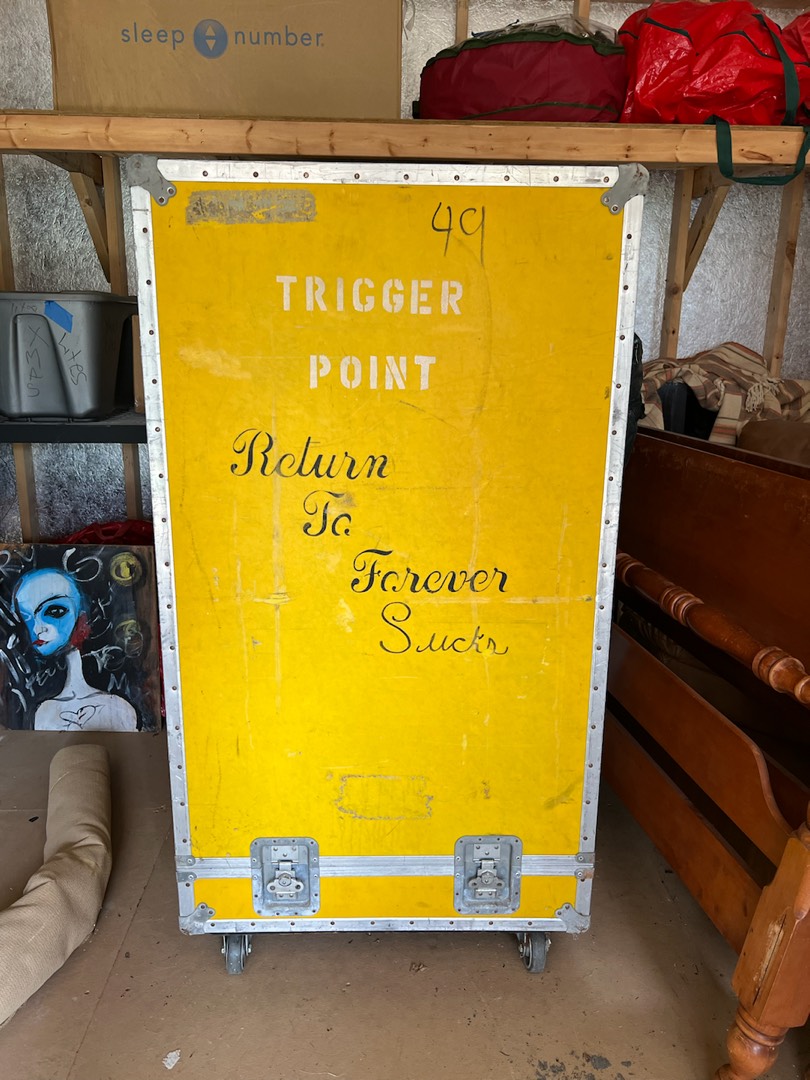 sleep number.
49
TRIGGER
POINT
Return
To
Forever
Sucks
XMAS